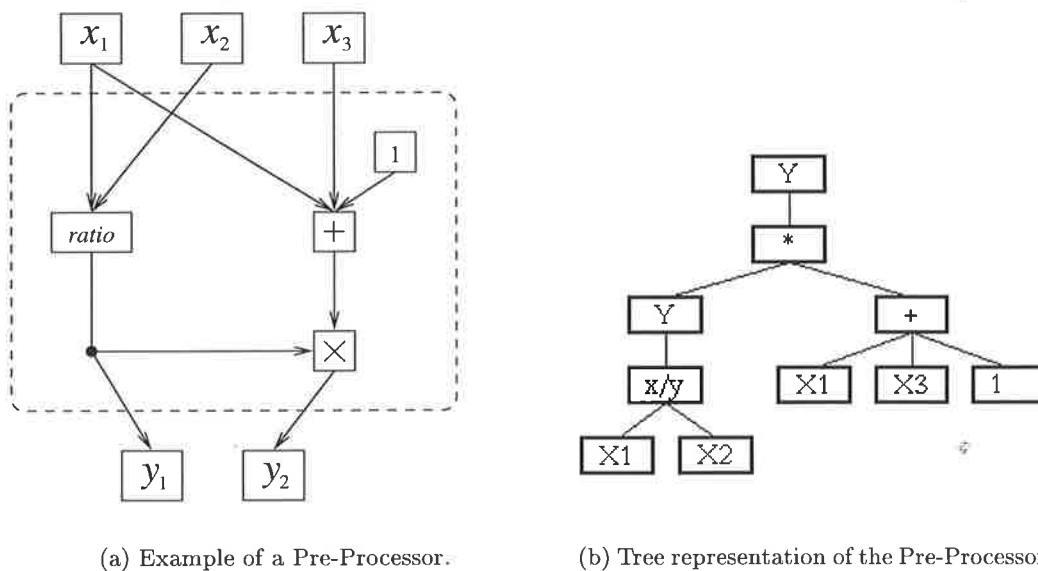 x₁ x₂ x₃
1
ratio +
×
y₁ y₂
(a) Example of a Pre-Processor.
Y
*
Y +
x/y X1 X3 1
X1 X2
(b) Tree representation of the Pre-Processor